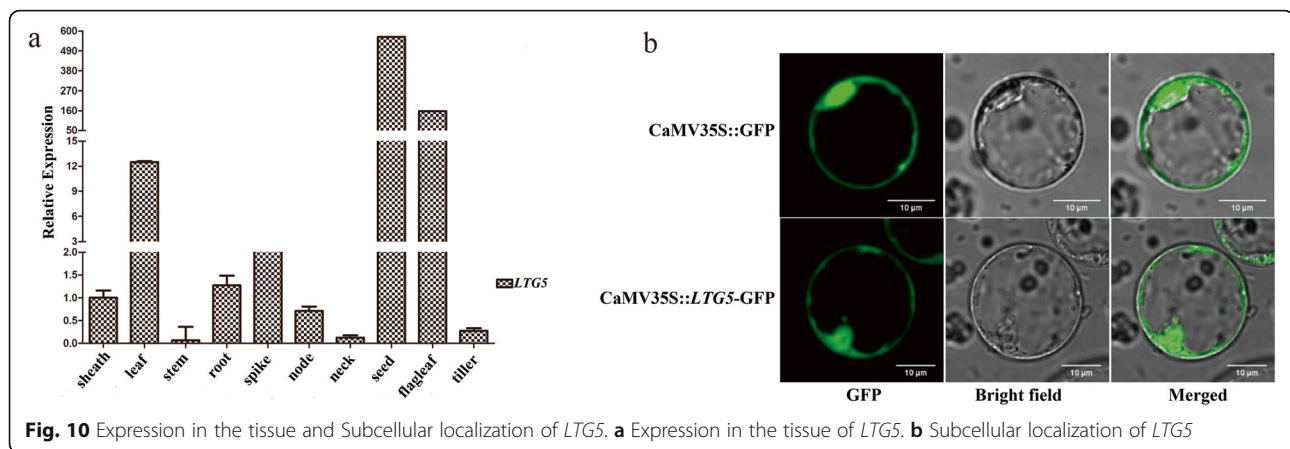 a
600
490
380
270
160
50
15
12
9
6
3
2.0
1.5
1.0
0.5
0.0
Relative Expression
LTG5
sheath
leaf
stem
root
spike
node
neck
seed
flagleaf
tiller
b
CaMV35S::GFP
10 μm
10 μm
10 μm
CaMV35S::LTG5-GFP
10 μm
10 μm
10 μm
GFP
Bright field
Merged
Fig. 10 Expression in the tissue and Subcellular localization of LTG5. a Expression in the tissue of LTG5. b Subcellular localization of LTG5